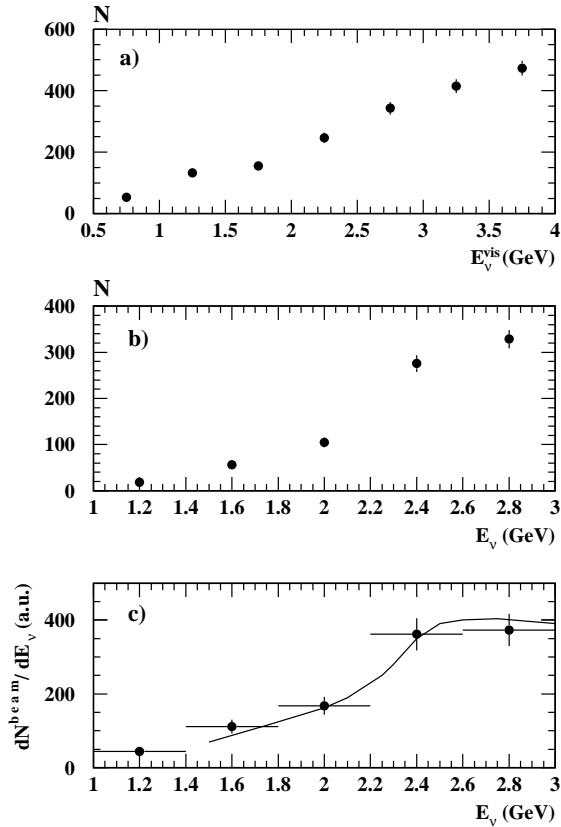 N
600
a)
400
200
0
0.5 1 1.5 2 2.5 3 3.5 4
E_ν^vis (GeV)
N
400
b)
300
200
100
0
1 1.2 1.4 1.6 1.8 2 2.2 2.4 2.6 2.8 3
E_ν (GeV)
dN^beam/dE_ν (a.u.)
c)
400
200
0
1 1.2 1.4 1.6 1.8 2 2.2 2.4 2.6 2.8 3
E_ν (GeV)